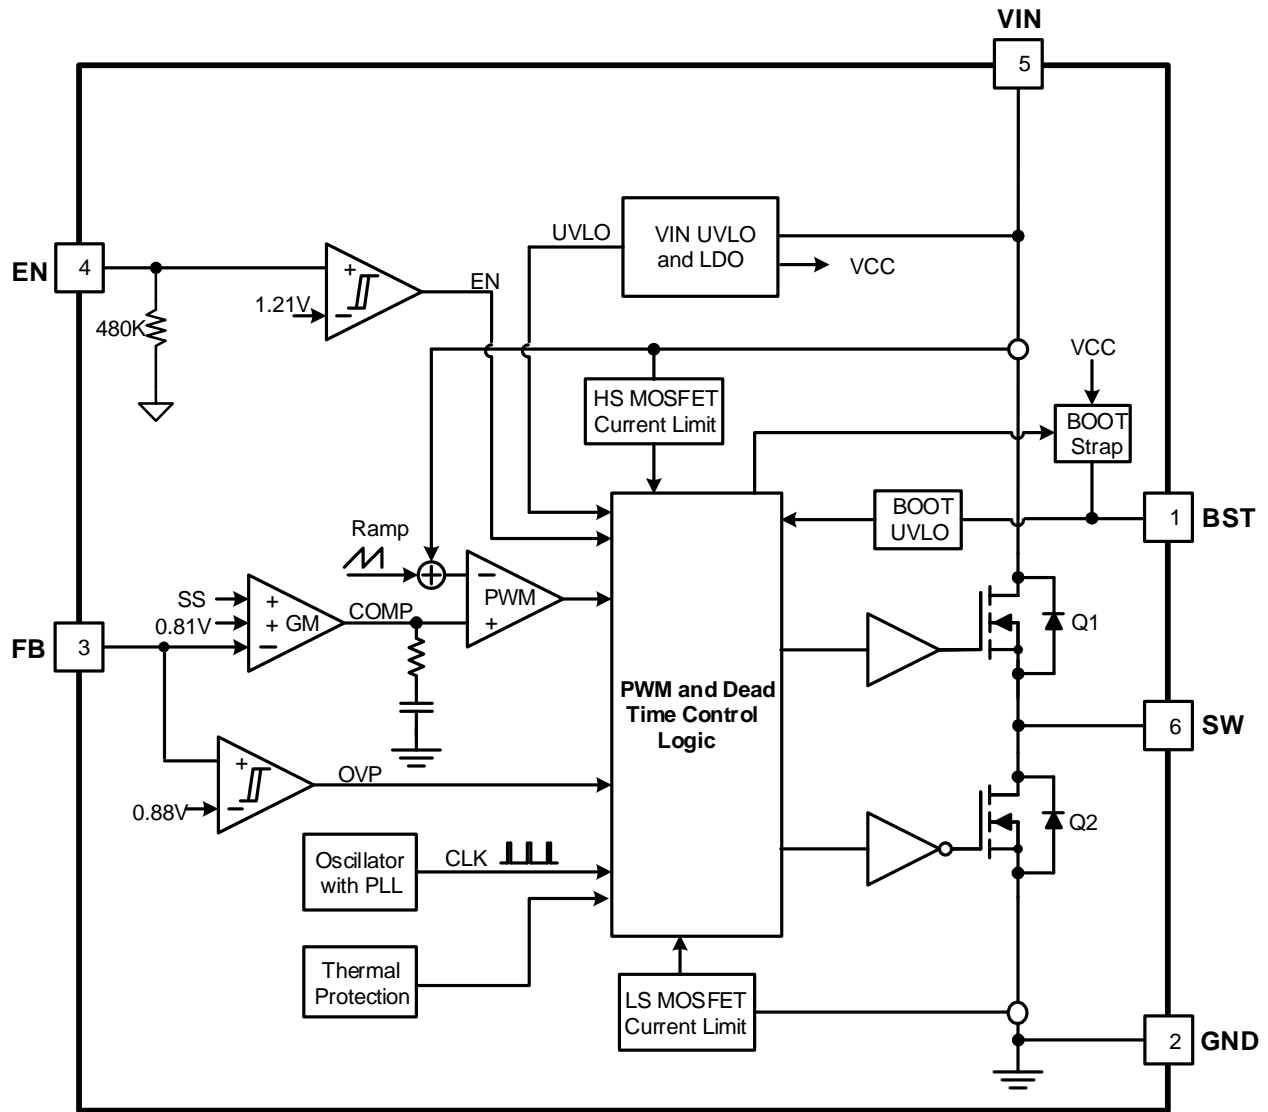 VIN
5
UVLO
VIN UVLO
and LDO
VCC
EN
4
EN
1.21V
480K
VCC
HS MOSFET
Current Limit
BOOT
Strap
BOOT
UVLO
1
BST
Ramp
PWM
SS
0.81V
GM
COMP
FB
3
Q1
PWM and Dead
Time Control
Logic
6
SW
OVP
0.88V
Q2
Oscillator
with PLL
CLK
Thermal
Protection
LS MOSFET
Current Limit
2
GND